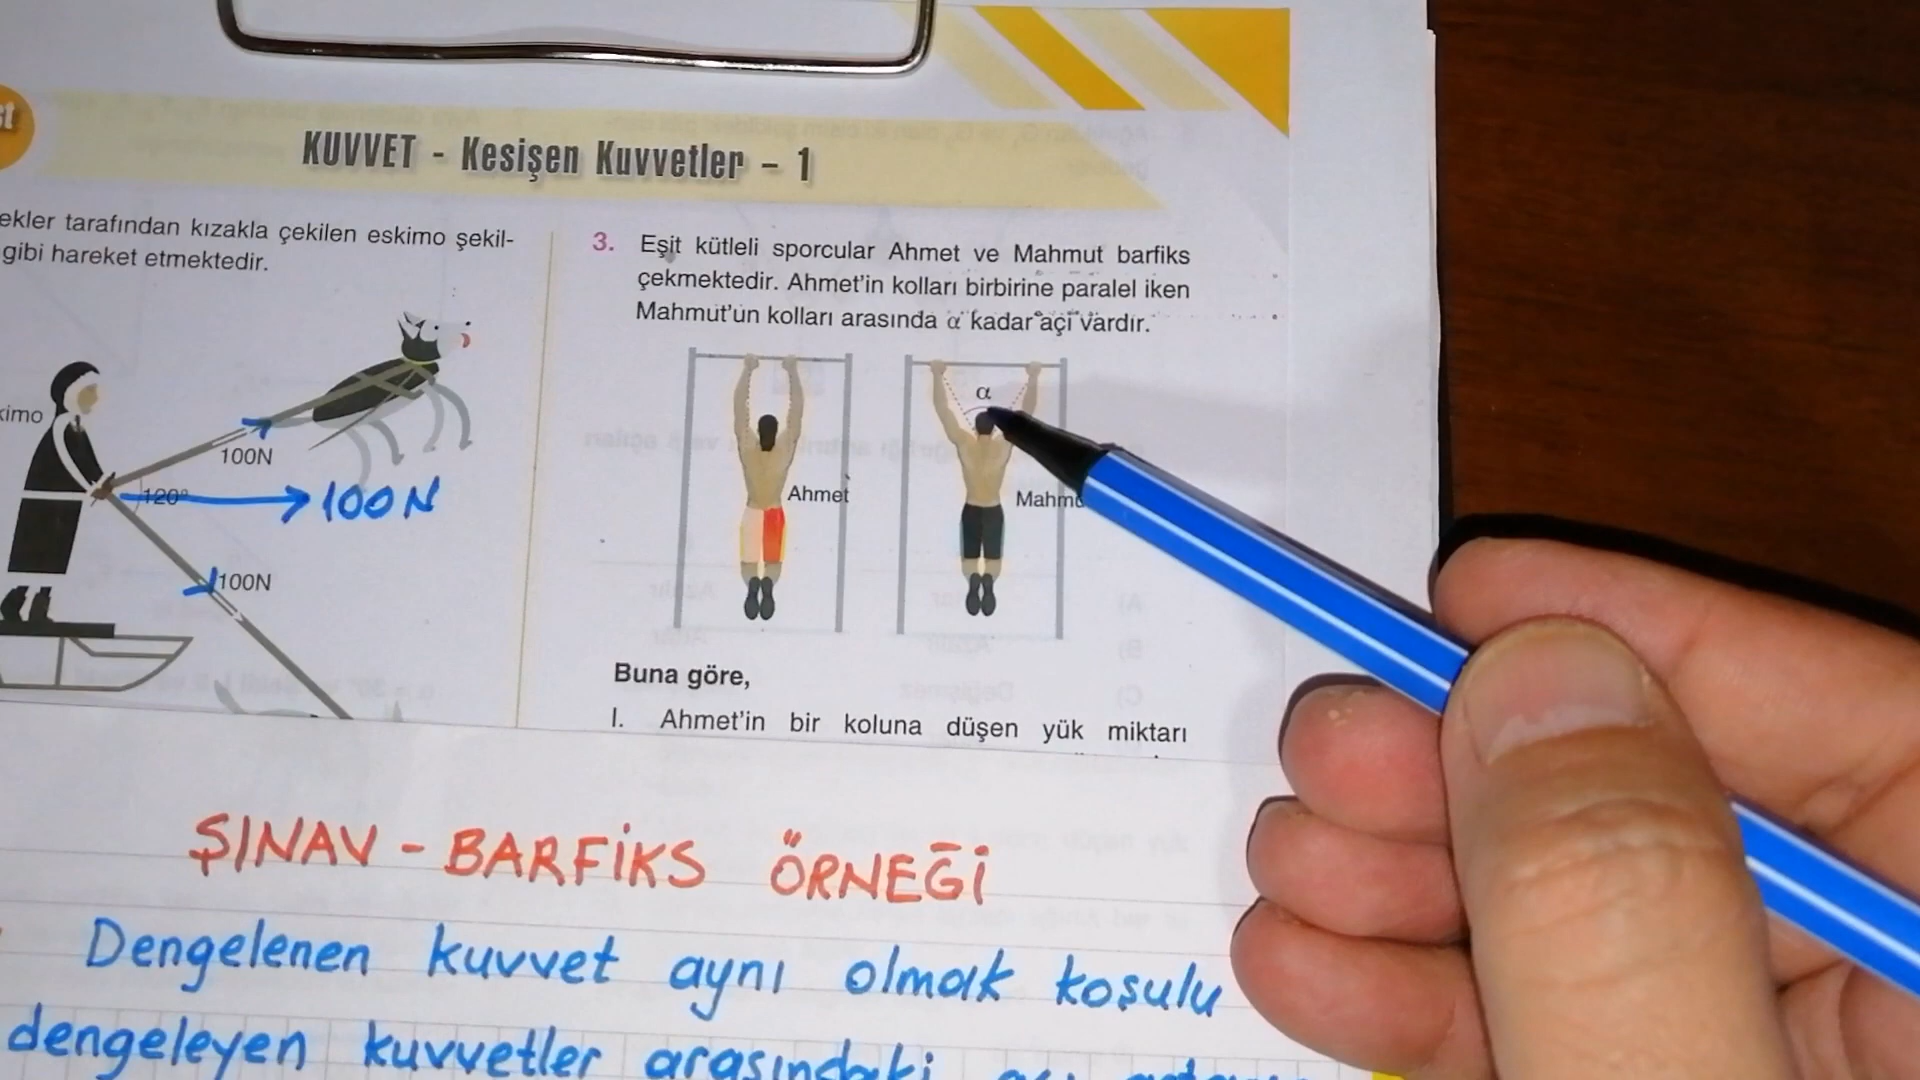 KUVVET - Kesişen Kuvvetler - 1
ekler tarafından kızakla çekilen eskimo şekil-
gibi hareket etmektedir.
kimo
100N
120°
100N
100N
3. Eşit kütleli sporcular Ahmet ve Mahmut barfiks
çekmektedir. Ahmet'in kolları birbirine paralel iken
Mahmut'un kolları arasında α kadar açı vardır.
α
Ahmet
Mahmu
Buna göre,
I. Ahmet'in bir koluna düşen yük miktarı
ŞINAV - BARFİKS ÖRNEĞİ
Dengelenen kuvvet aynı olmak koşulu
dengeleyen kuvvetler arasındaki